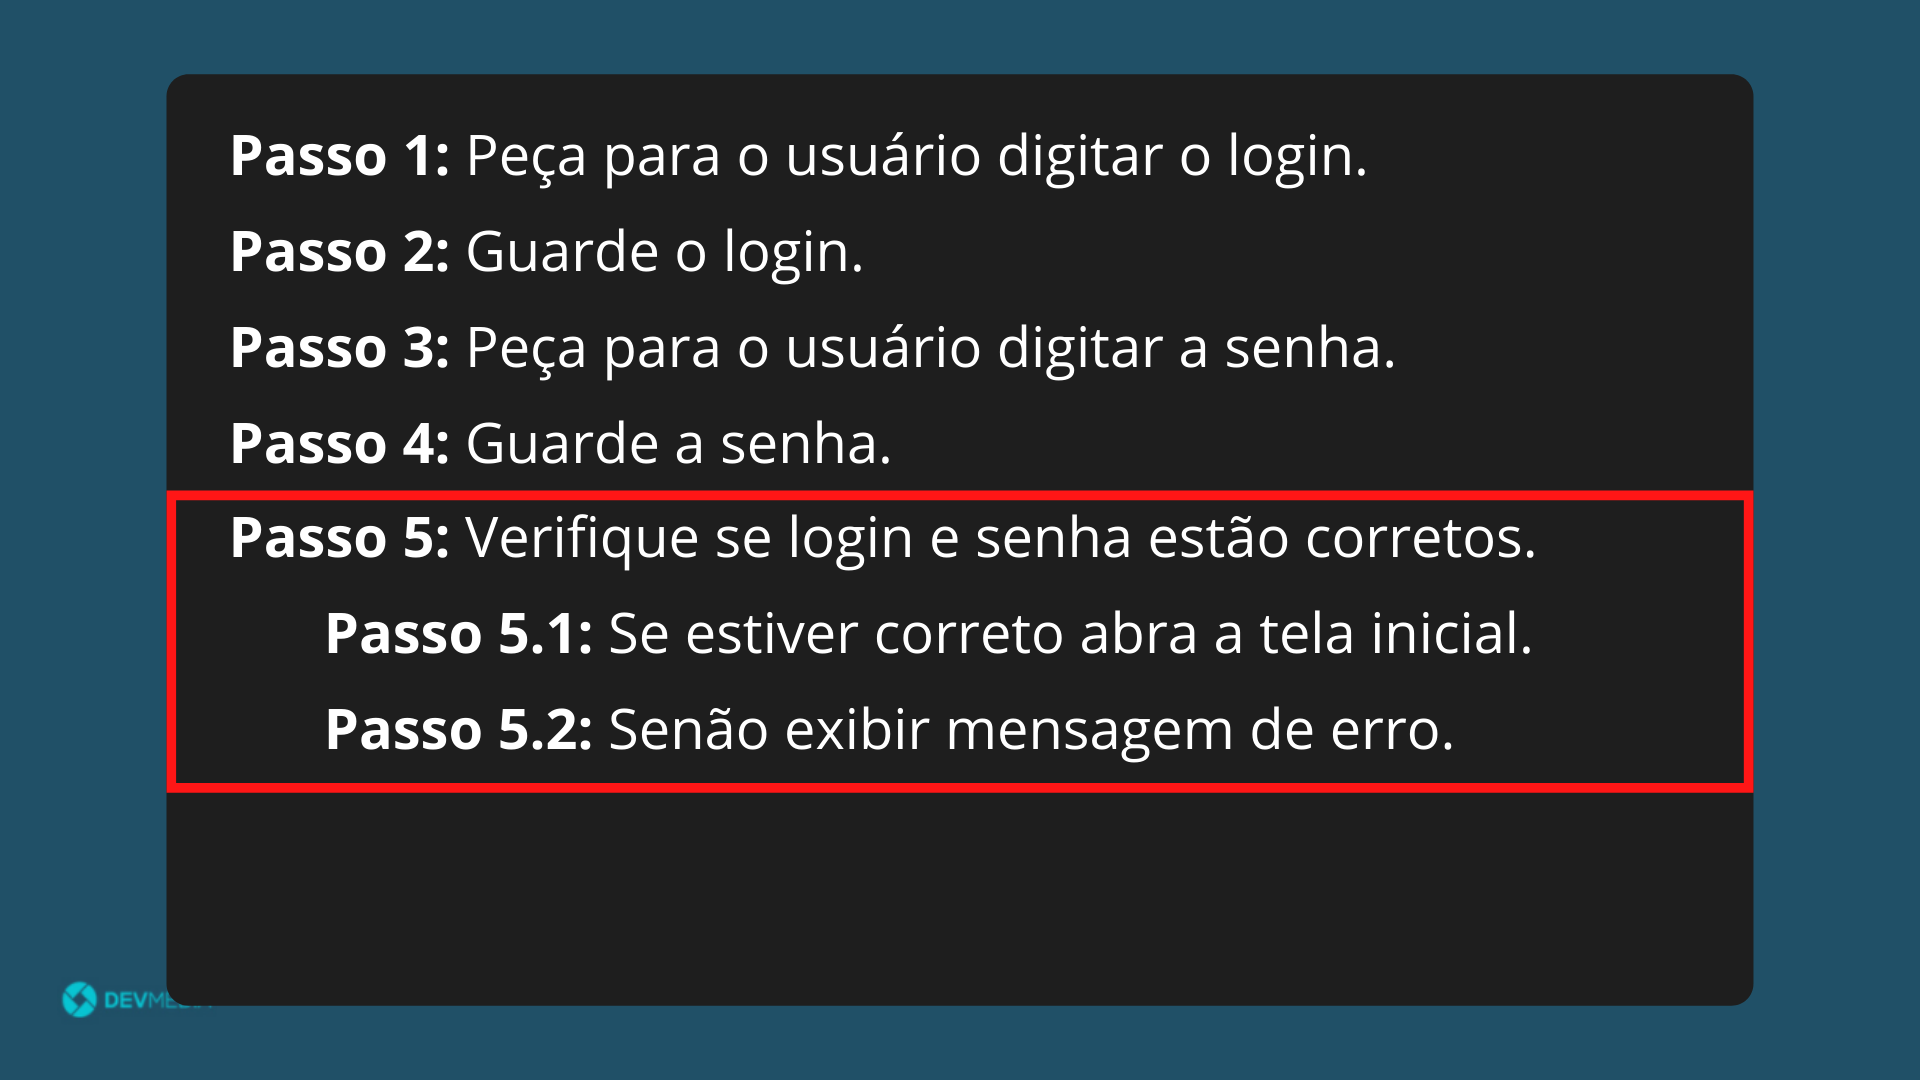 Passo 1: Peça para o usuário digitar o login.
Passo 2: Guarde o login.
Passo 3: Peça para o usuário digitar a senha.
Passo 4: Guarde a senha.
Passo 5: Verifique se login e senha estão corretos.
Passo 5.1: Se estiver correto abra a tela inicial.
Passo 5.2: Senão exibir mensagem de erro.